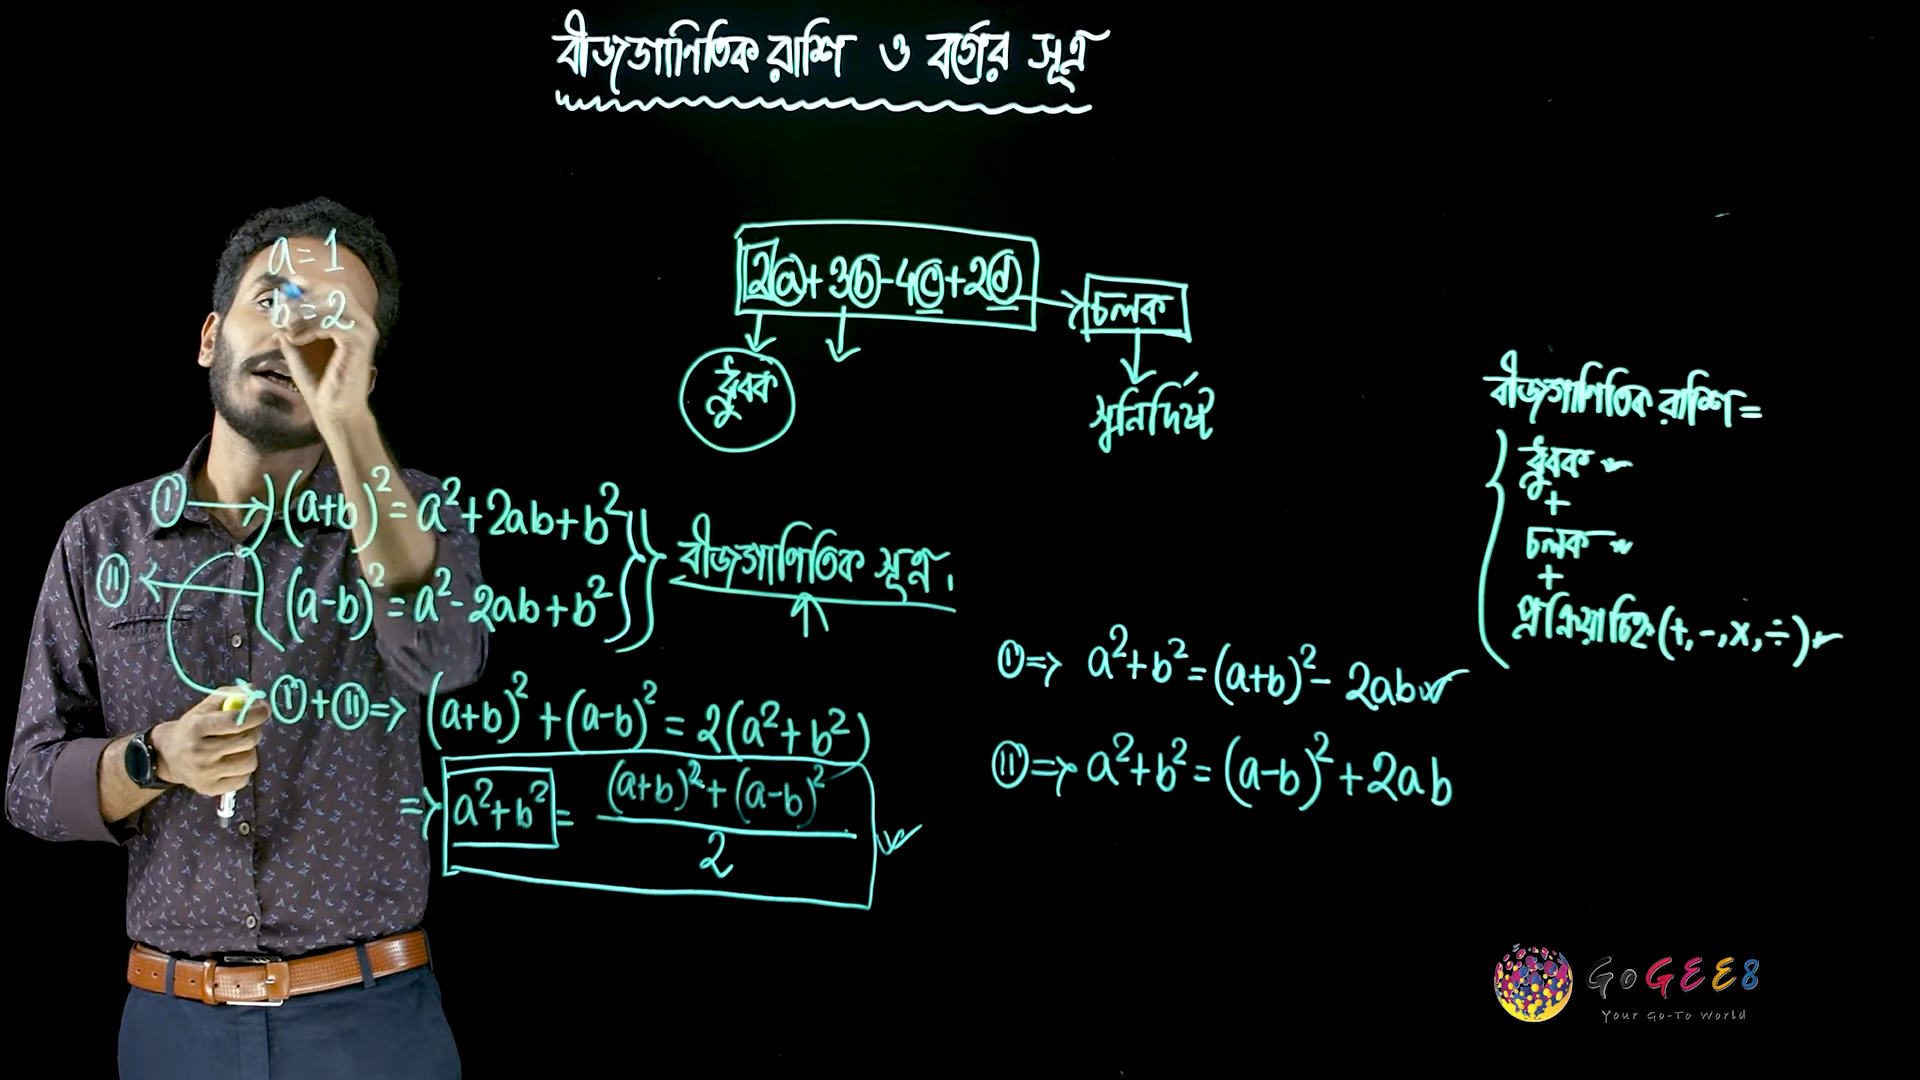 বীজগাণিতিক রাশি ও বর্গের সূত্র
a = 1
b = 2
2a + 3b - 4c + 2d
চলক
ধ্রুবক
সুনির্দিষ্ট
বীজগাণিতিক রাশি =
ধ্রুবক
+
চলক
+
প্রক্রিয়া চিহ্ন (+, -, x, ÷)
(i) → (a+b)² = a² + 2ab + b²
(ii) (a-b)² = a² - 2ab + b²
বীজগাণিতিক সূত্র।
(i) + (ii) => (a+b)² + (a-b)² = 2(a² + b²)
=> a² + b² = (a+b)² + (a-b)² / 2
(i) => a² + b² = (a+b)² - 2ab
(ii) => a² + b² = (a-b)² + 2ab
GoGEE8
Your Go-To World